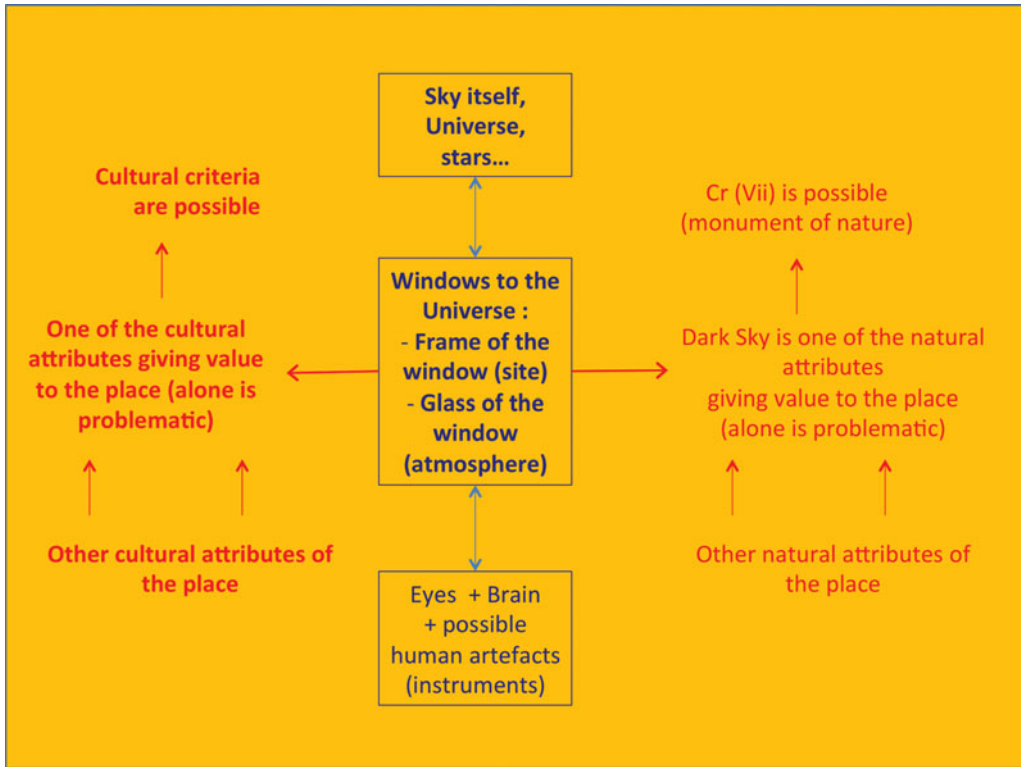 Sky itself,
Universe,
stars...
Cultural criteria
are possible
Cr (Vii) is possible
(monument of nature)
Windows to the
Universe :
- Frame of the
window (site)
- Glass of the
window
(atmosphere)
One of the cultural
attributes giving value
to the place (alone is
problematic)
Dark Sky is one of the natural
attributes
giving value to the place
(alone is problematic)
Other cultural attributes of
the place
Other natural attributes of
the place
Eyes + Brain
+ possible
human artefacts
(instruments)